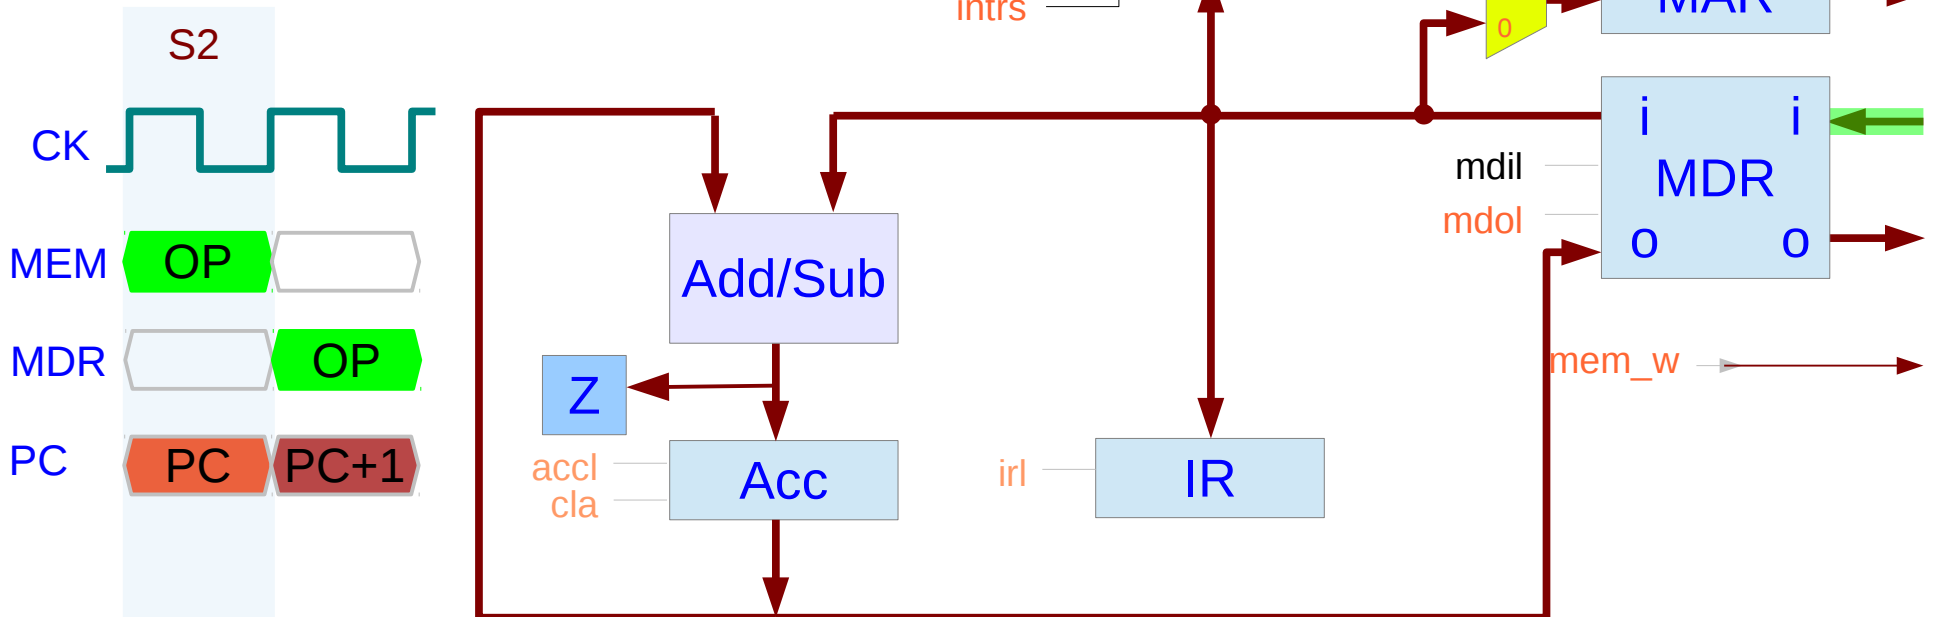 intrs
MAR
S2
0
CK
i i
mdil
MDR
mdol
o o
MEM
OP
Add/Sub
MDR
OP
mem_w
Z
PC
PC
PC+1
accl
cla
Acc
irl
IR